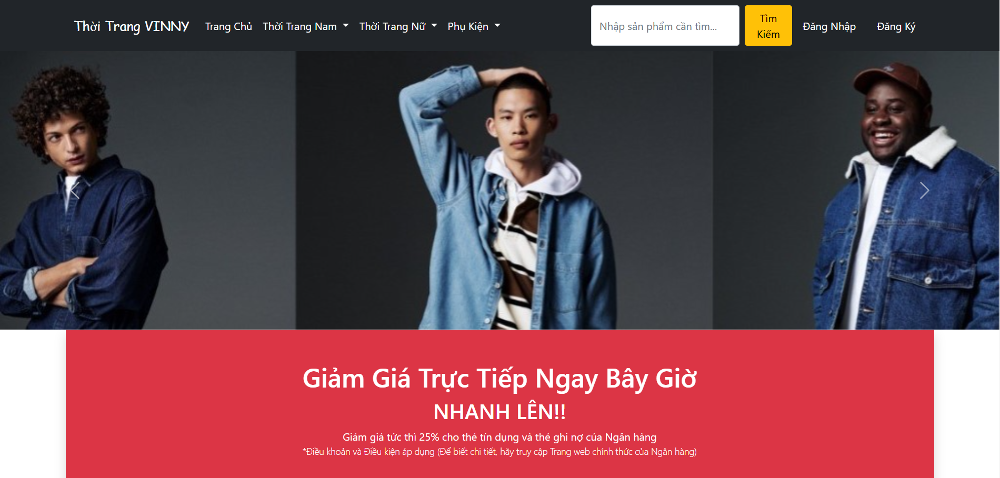 Thời Trang VINNY Trang Chủ Thời Trang Nam Thời Trang Nữ Phụ Kiện Nhập sản phẩm cần tìm... Tìm Kiếm Đăng Nhập Đăng Ký
Giảm Giá Trực Tiếp Ngay Bây Giờ
NHANH LÊN!!
Giảm giá tức thì 25% cho thẻ tín dụng và thẻ ghi nợ của Ngân hàng
*Điều khoản và Điều kiện áp dụng (Để biết chi tiết, hãy truy cập Trang web chính thức của Ngân hàng)